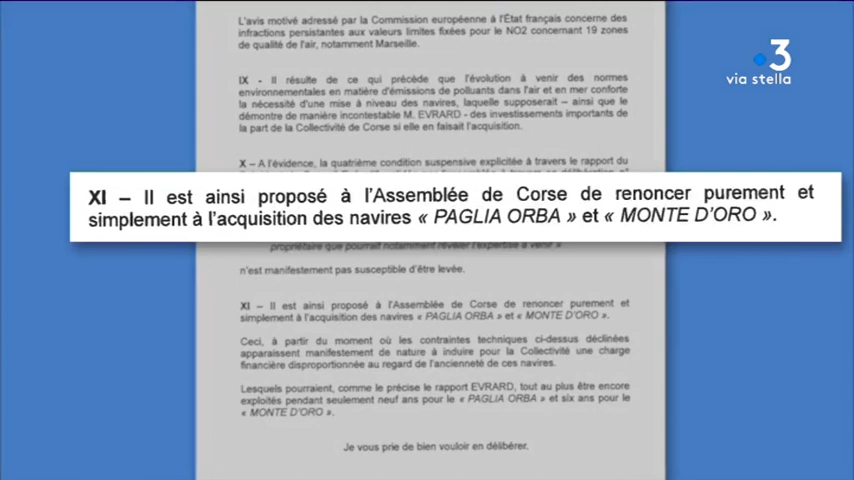 L'avis motivé adressé par la Commission européenne à l'État français concerne des
infractions persistantes aux valeurs limites fixées pour le NO2 concernant 19 zones
de qualité de l'air, notamment Marseille.
3
via stella
IX - Il résulte de ce qui précède que l'évolution à venir des normes
environnementales en matière d'émissions de polluants dans l'air et en mer conforte
la nécessité d'une mise à niveau des navires, laquelle supposerait – ainsi que le
démontre de manière incontestable M. EVRARD - des investissements importants de
la part de la Collectivité de Corse si elle en faisait l'acquisition.
X – A l'évidence, la quatrième condition suspensive explicitée à travers le rapport du
XI – Il est ainsi proposé à l'Assemblée de Corse de renoncer purement et
simplement à l'acquisition des navires « PAGLIA ORBA » et « MONTE D'ORO ».
propriétaire que pourrait notamment révéler l'expertise à venir »
n'est manifestement pas susceptible d'être levée.
XI – Il est ainsi proposé à l'Assemblée de Corse de renoncer purement et
simplement à l'acquisition des navires « PAGLIA ORBA » et « MONTE D'ORO ».
Ceci, à partir du moment où les contraintes techniques ci-dessus déclinées
apparaissent manifestement de nature à induire pour la Collectivité une charge
financière disproportionnée au regard de l'ancienneté de ces navires.
Lesquels pourraient, comme le précise le rapport EVRARD, tout au plus être encore
exploités pendant seulement neuf ans pour le « PAGLIA ORBA » et six ans pour le
« MONTE D'ORO ».
Je vous prie de bien vouloir en délibérer.